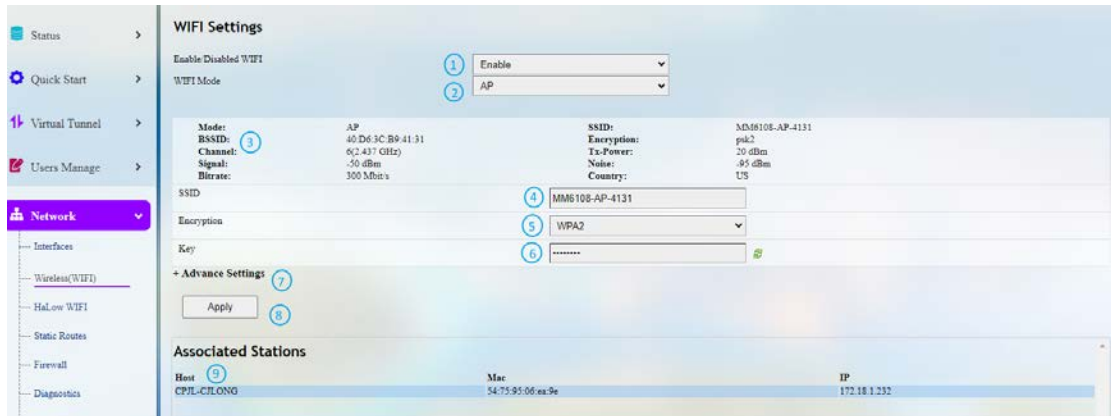 Status
Quick Start
Virtual Tunnel
Users Manage
Network
Interfaces
Wireless(WIFI)
HaLow WIFI
Static Routes
Firewall
Diagnostics
WIFI Settings
Enable Disabled WIFI 1 Enable
WIFI Mode 2 AP
Mode: AP SSID: MM6108-AP-4131
BSSID: 3 40:D6:3C:B9:41:31 Encryption: psk2
Channel: 6(2.437 GHz) Tx-Power: 20 dBm
Signal: -50 dBm Noise: -95 dBm
Bitrate: 300 Mbit/s Country: US
SSID 4 MM6108-AP-4131
Encryption 5 WPA2
Key 6 --------
+ Advance Settings 7
Apply 8
Associated Stations
Host 9 Mac IP
CPJL-CJLONG 54:75:95:06:ea:9e 172.18.1.232